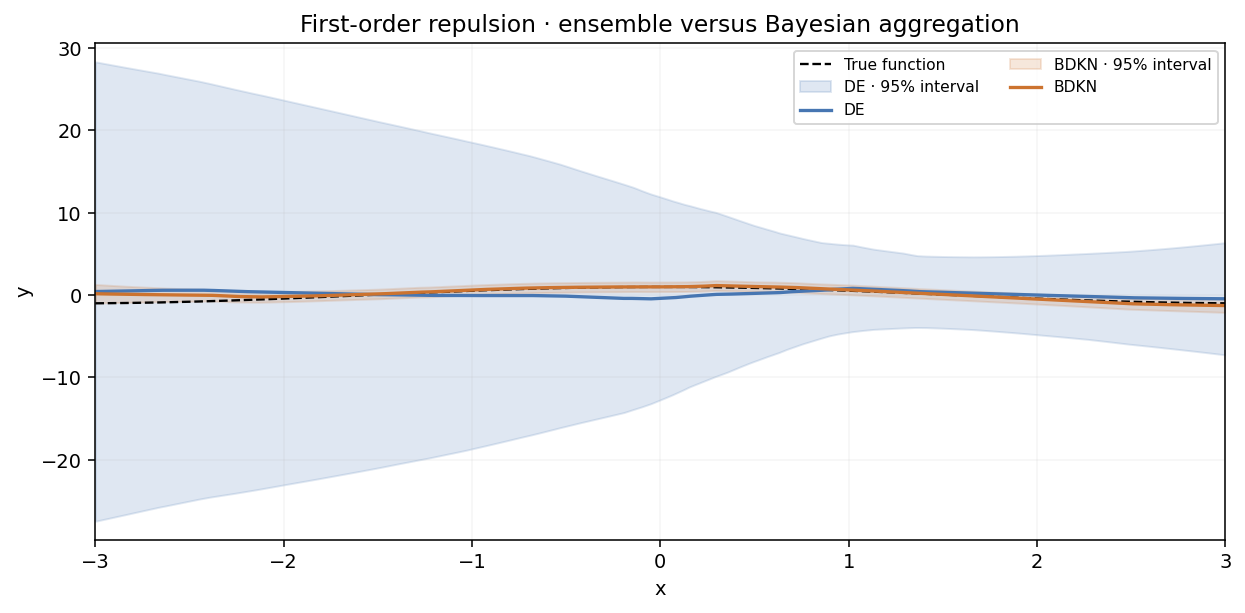 First-order repulsion · ensemble versus Bayesian aggregation
30
20
10
0
−10
−20
y
True function
DE · 95% interval
DE
BDKN · 95% interval
BDKN
−3
−2
−1
0
1
2
3
x